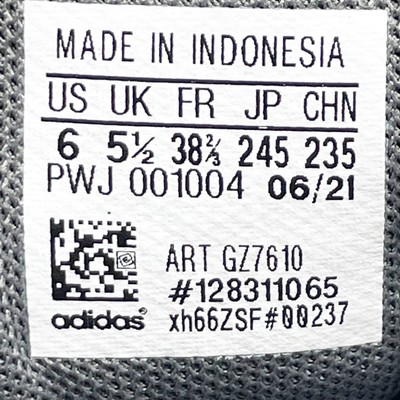 MADE IN INDONESIA
US UK FR JP CHN
6 5½ 38⅔ 245 235
PWJ 001004 06/21
ART GZ7610
#128311065
adidas xh66ZSF#00237